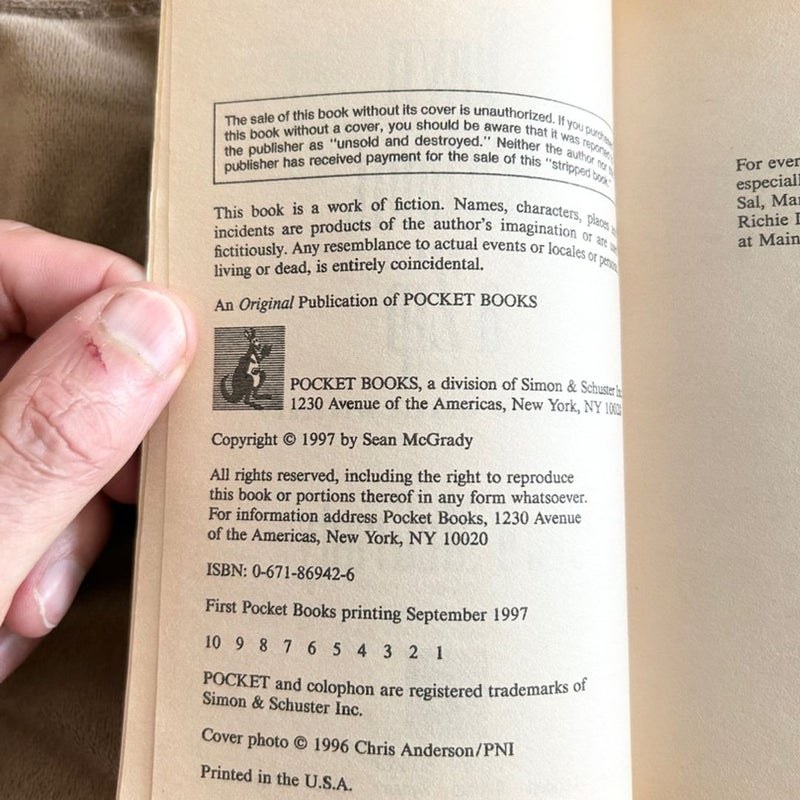 The sale of this book without its cover is unauthorized. If you purchase
this book without a cover, you should be aware that it was reported
the publisher as "unsold and destroyed." Neither the author nor the
publisher has received payment for the sale of this "stripped book."
This book is a work of fiction. Names, characters, places
incidents are products of the author's imagination or are used
fictitiously. Any resemblance to actual events or locales or persons,
living or dead, is entirely coincidental.
An Original Publication of POCKET BOOKS
POCKET BOOKS, a division of Simon & Schuster Inc.
1230 Avenue of the Americas, New York, NY 10020
Copyright © 1997 by Sean McGrady
All rights reserved, including the right to reproduce
this book or portions thereof in any form whatsoever.
For information address Pocket Books, 1230 Avenue
of the Americas, New York, NY 10020
ISBN: 0-671-86942-6
First Pocket Books printing September 1997
10 9 8 7 6 5 4 3 2 1
POCKET and colophon are registered trademarks of
Simon & Schuster Inc.
Cover photo © 1996 Chris Anderson/PNI
Printed in the U.S.A.
For ever
especiall
Sal, Mar
Richie
at Main